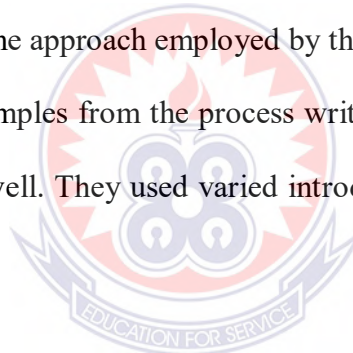 he approach employed by th
mples from the process writ
vell. They used varied introd
EDUCATION FOR SERVICE